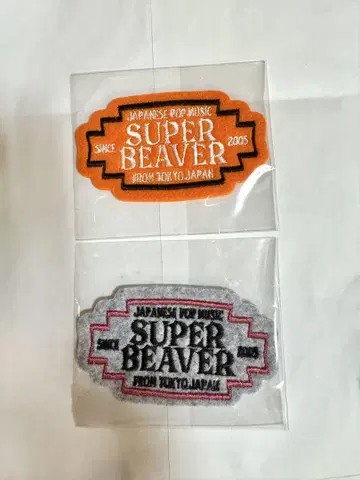 JAPANESE POP MUSIC
SUPER
SINCE BEAVER 2005
FROM TOKYO JAPAN
JAPANESE POP MUSIC
SUPER
SINCE BEAVER 2005
FROM TOKYO JAPAN